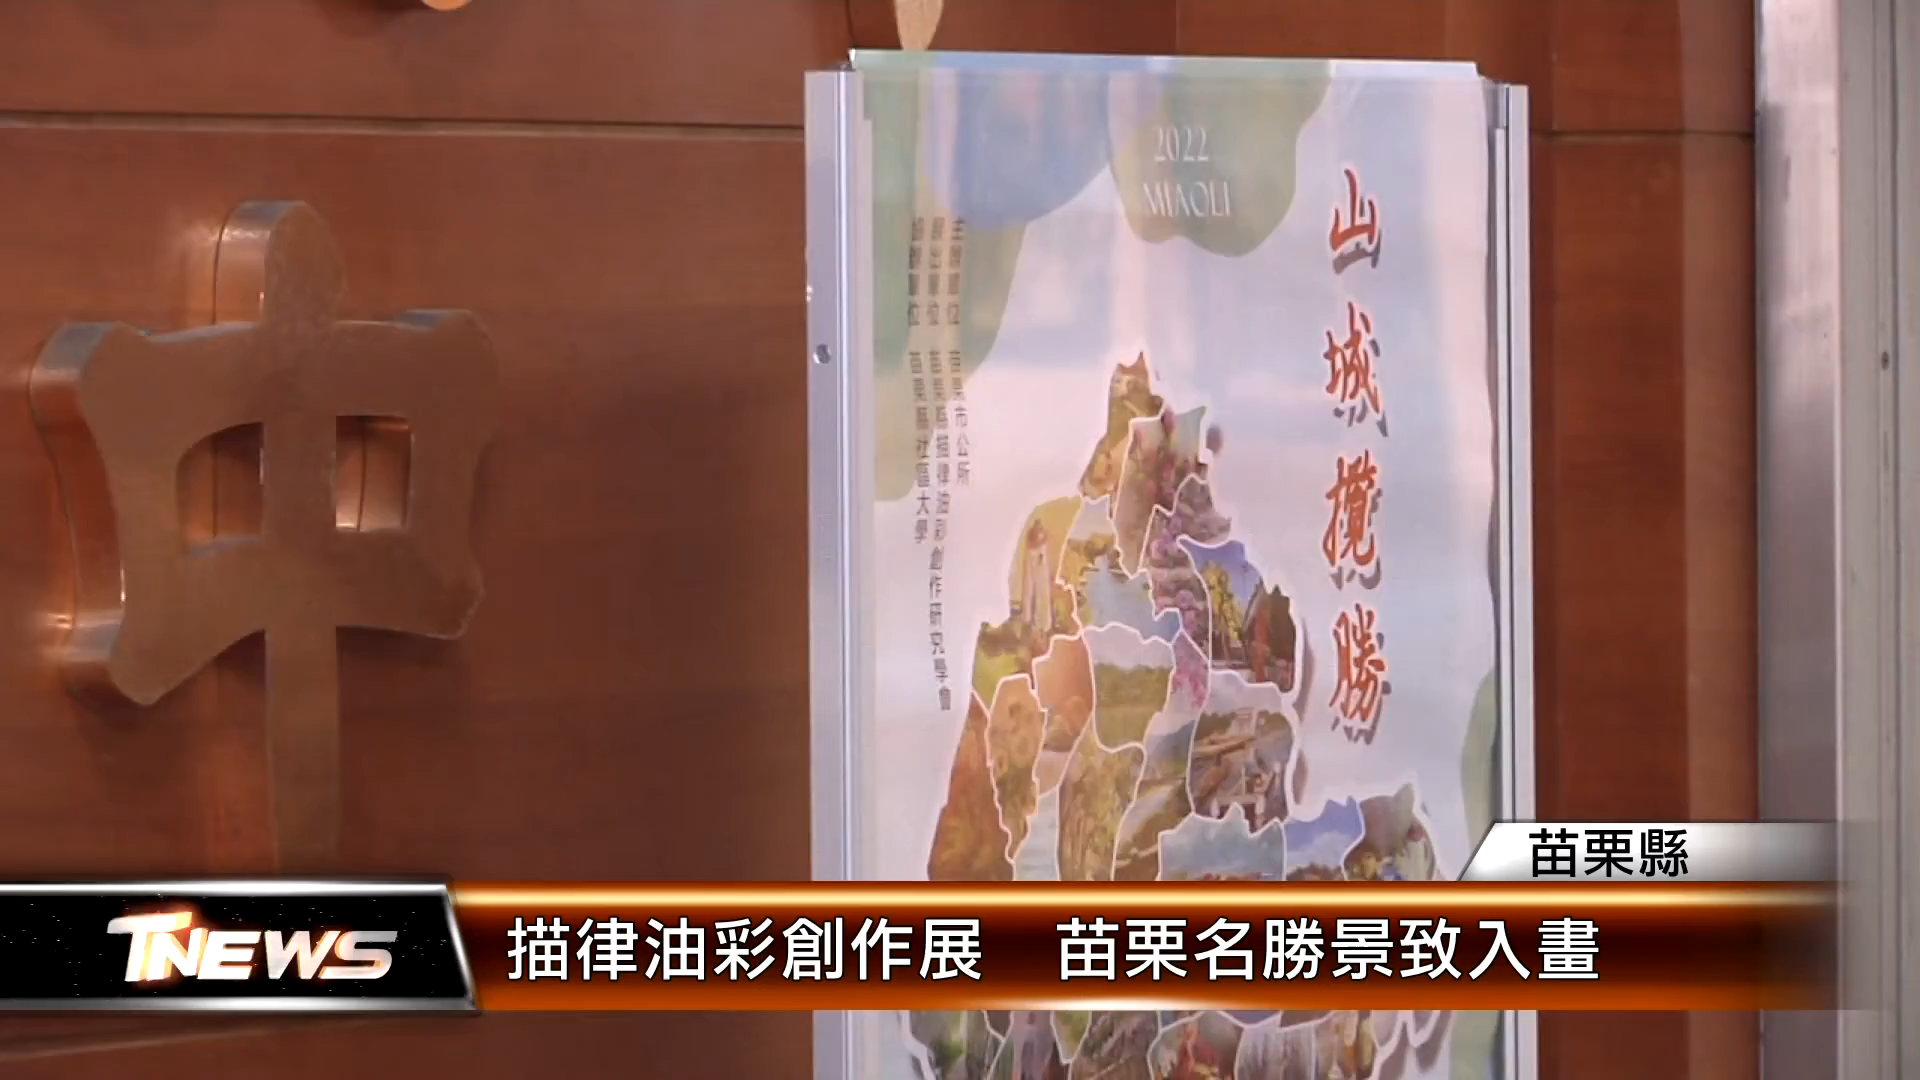 中
2022
MIAOLI
山城攬勝
主辦單位 苗栗市公所
展出單位 苗栗縣描律油彩創作研究學會
協辦單位 苗栗縣社區大學
苗栗縣
TNEWS
描律油彩創作展 苗栗名勝景致入畫